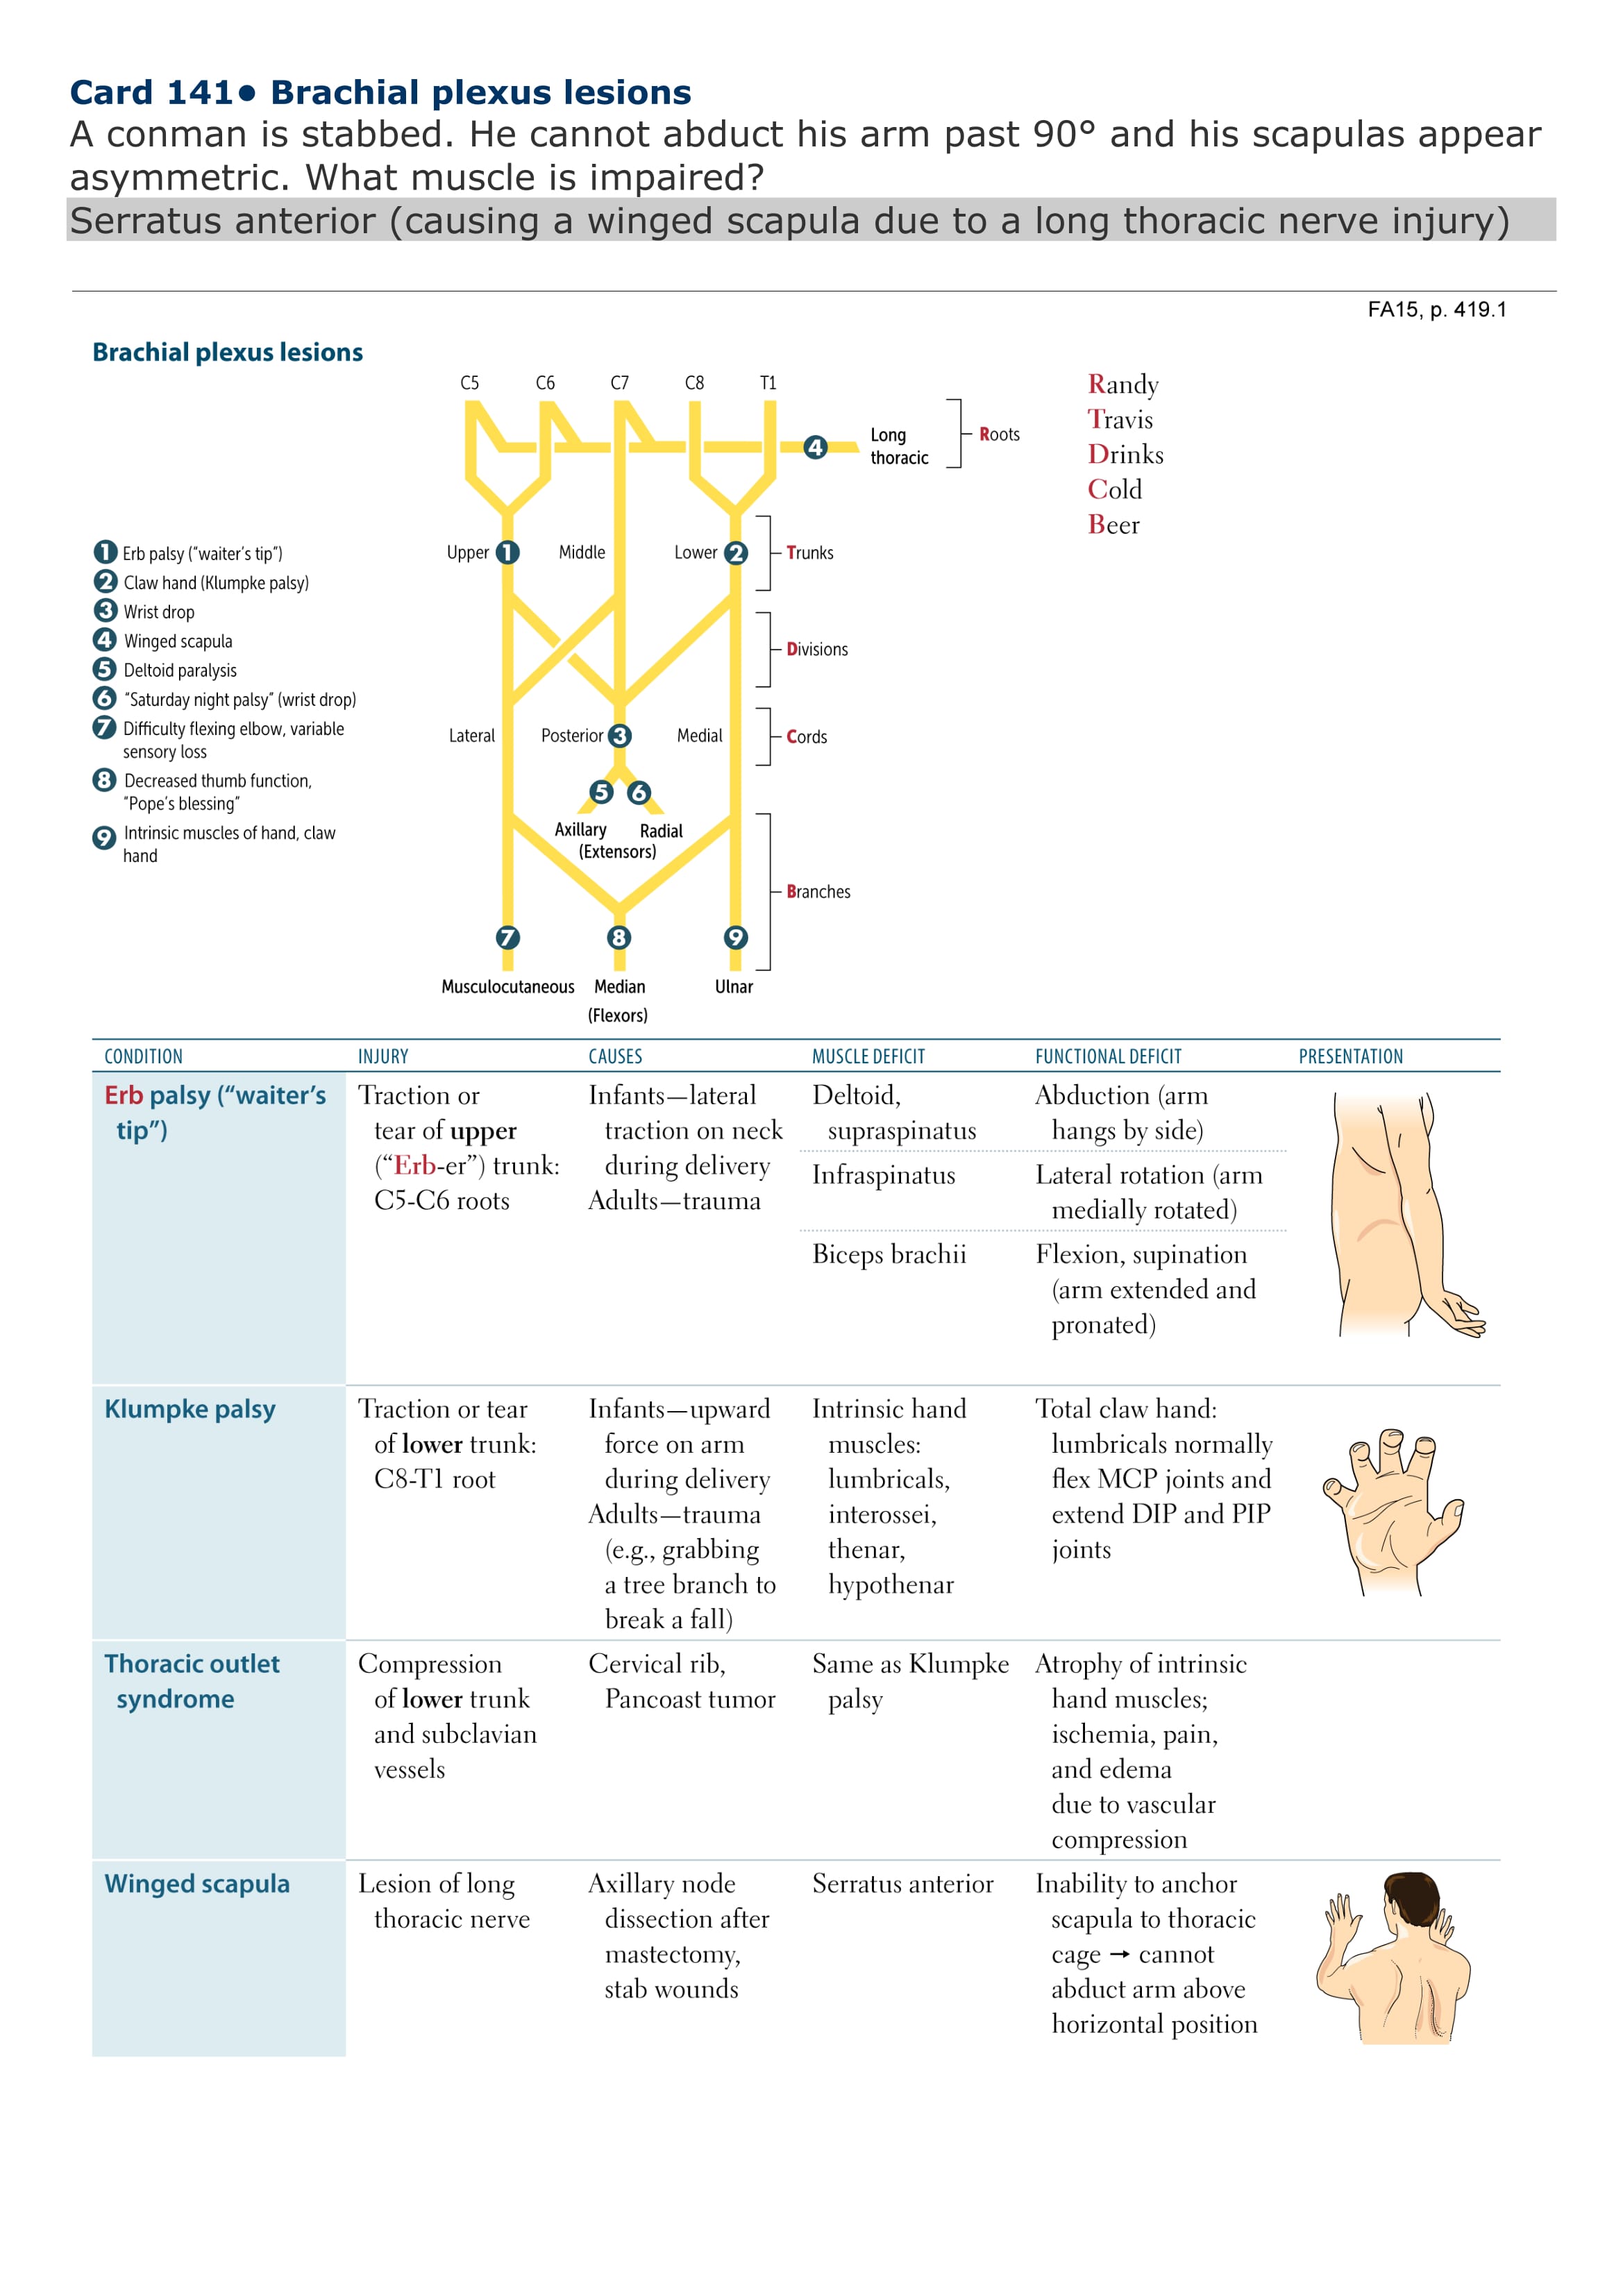 Card 141• Brachial plexus lesions
A conman is stabbed. He cannot abduct his arm past 90° and his scapulas appear
asymmetric. What muscle is impaired?
Serratus anterior (causing a winged scapula due to a long thoracic nerve injury)
FA15, p. 419.1
Brachial plexus lesions
C5 C6 C7 C8 T1
4 Long
thoracic
Roots
Randy
Travis
Drinks
Cold
Beer
1 Erb palsy ("waiter's tip")
2 Claw hand (Klumpke palsy)
3 Wrist drop
4 Winged scapula
5 Deltoid paralysis
6 "Saturday night palsy" (wrist drop)
7 Difficulty flexing elbow, variable
sensory loss
8 Decreased thumb function,
"Pope's blessing"
9 Intrinsic muscles of hand, claw
hand
Upper 1 Middle Lower 2 Trunks
Divisions
Lateral Posterior 3 Medial Cords
5 6
Axillary Radial
(Extensors)
Branches
7 8 9
Musculocutaneous Median Ulnar
(Flexors)
CONDITION INJURY CAUSES MUSCLE DEFICIT FUNCTIONAL DEFICIT PRESENTATION
Erb palsy ("waiter's
tip")
Traction or
tear of upper
("Erb-er") trunk:
C5-C6 roots
Infants—lateral
traction on neck
during delivery
Adults—trauma
Deltoid,
supraspinatus
Abduction (arm
hangs by side)
Infraspinatus
Lateral rotation (arm
medially rotated)
Biceps brachii
Flexion, supination
(arm extended and
pronated)
Klumpke palsy
Traction or tear
of lower trunk:
C8-T1 root
Infants—upward
force on arm
during delivery
Adults—trauma
(e.g., grabbing
a tree branch to
break a fall)
Intrinsic hand
muscles:
lumbricals,
interossei,
thenar,
hypothenar
Total claw hand:
lumbricals normally
flex MCP joints and
extend DIP and PIP
joints
Thoracic outlet
syndrome
Compression
of lower trunk
and subclavian
vessels
Cervical rib,
Pancoast tumor
Same as Klumpke
palsy
Atrophy of intrinsic
hand muscles;
ischemia, pain,
and edema
due to vascular
compression
Winged scapula
Lesion of long
thoracic nerve
Axillary node
dissection after
mastectomy,
stab wounds
Serratus anterior
Inability to anchor
scapula to thoracic
cage → cannot
abduct arm above
horizontal position